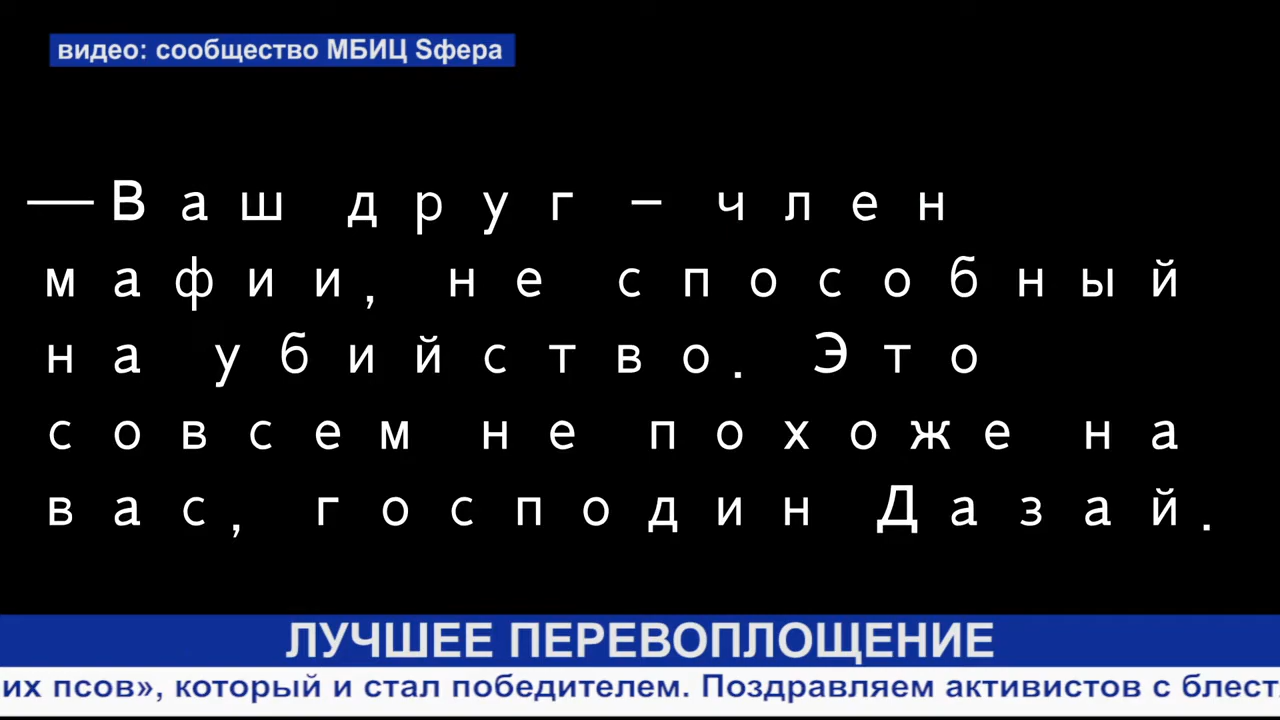 видео: сообщество МБИЦ Sфера
—Ваш друг – член
мафии, не способный
на убийство. Это
совсем не похоже на
вас, господин Дазай.
ЛУЧШЕЕ ПЕРЕВОПЛОЩЕНИЕ
их псов», который и стал победителем. Поздравляем активистов с